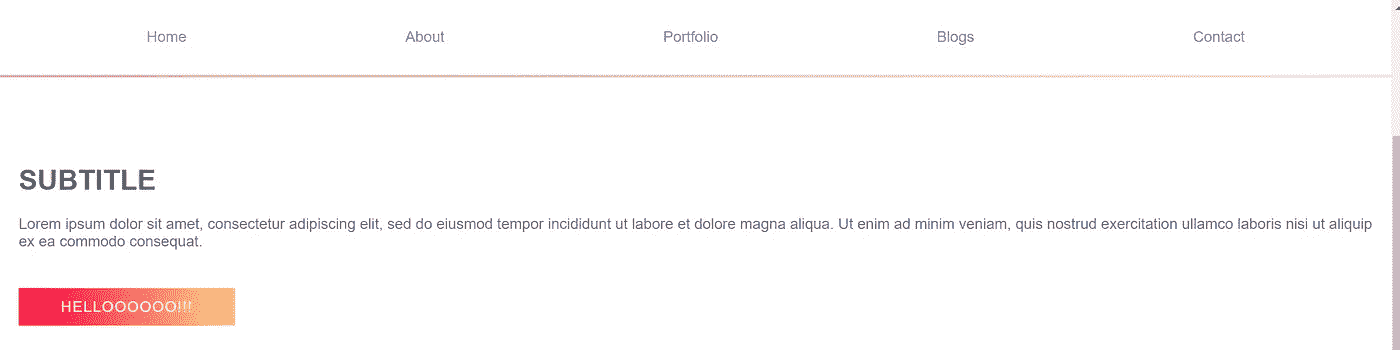 Home About Portfolio Blogs Contact
SUBTITLE
Lorem ipsum dolor sit amet, consectetur adipiscing elit, sed do eiusmod tempor incididunt ut labore et dolore magna aliqua. Ut enim ad minim veniam, quis nostrud exercitation ullamco laboris nisi ut aliquip
ex ea commodo consequat.
HELLOOOOOO!!!